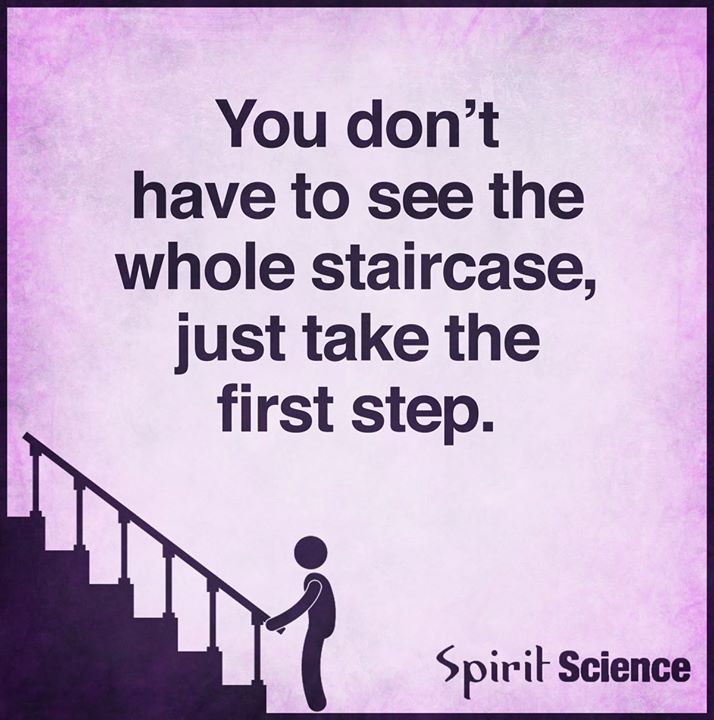 You don’t
have to see the
whole staircase,
just take the
first step.
Spirit Science